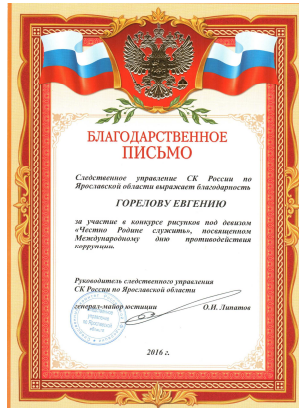 БЛАГОДАРСТВЕННОЕ
ПИСЬМО
Следственное управление СК России по
Ярославской области выражает благодарность
ГОРЕЛОВУ ЕВГЕНИЮ
за участие в конкурсе рисунков под девизом
«Честно Родине служить», посвященном
Международному дню противодействия
коррупции.
Руководитель следственного управления
СК России по Ярославской области
генерал-майор юстиции О.И. Липатов
2016 г.